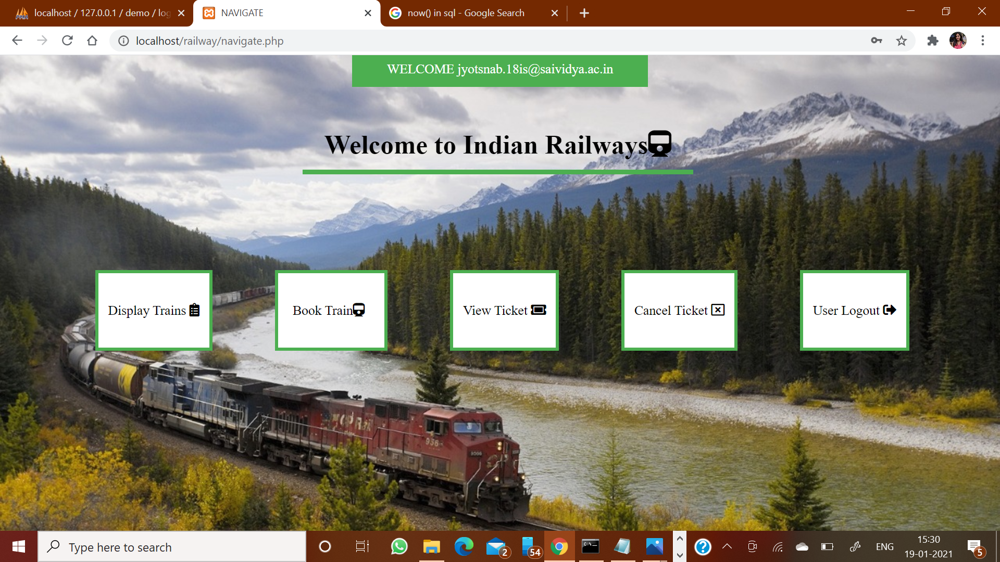 localhost / 127.0.0.1 / demo / log
NAVIGATE
now() in sql - Google Search
localhost/railway/navigate.php
WELCOME jyotsnab.18is@saividya.ac.in
Welcome to Indian Railways
Display Trains
Book Train
View Ticket
Cancel Ticket
User Logout
936
Type here to search
2
54
ENG
15:30
19-01-2021
5